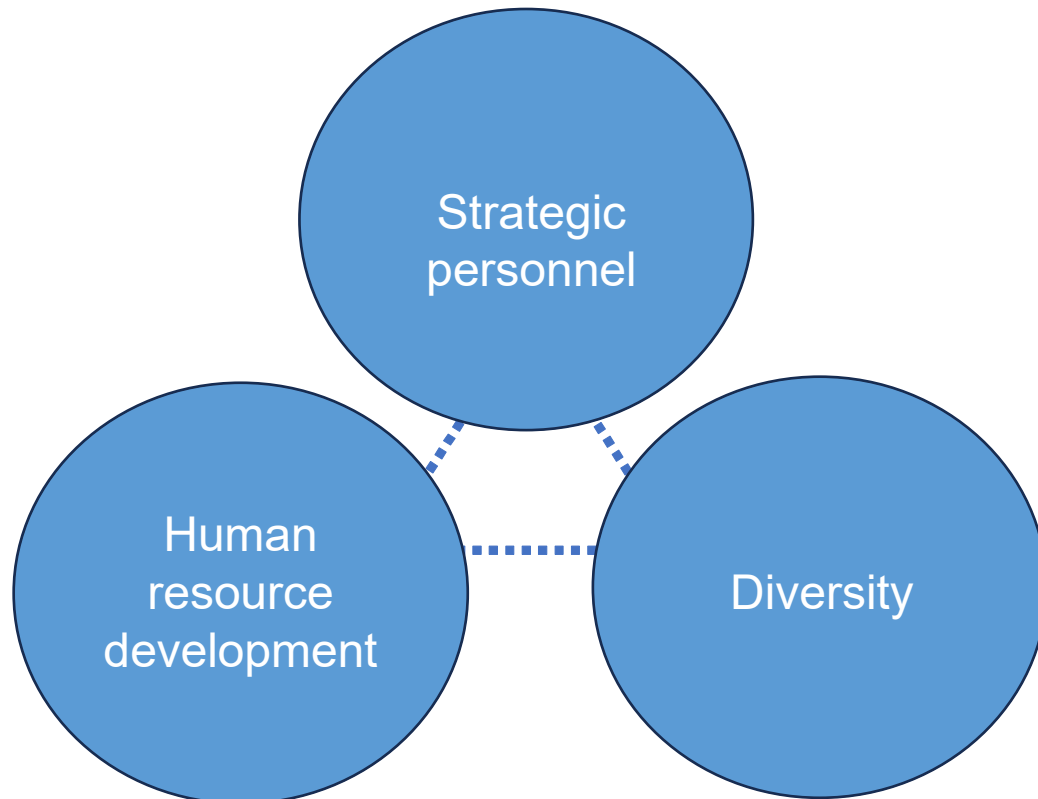 Strategic
personnel
Human
resource
development
Diversity